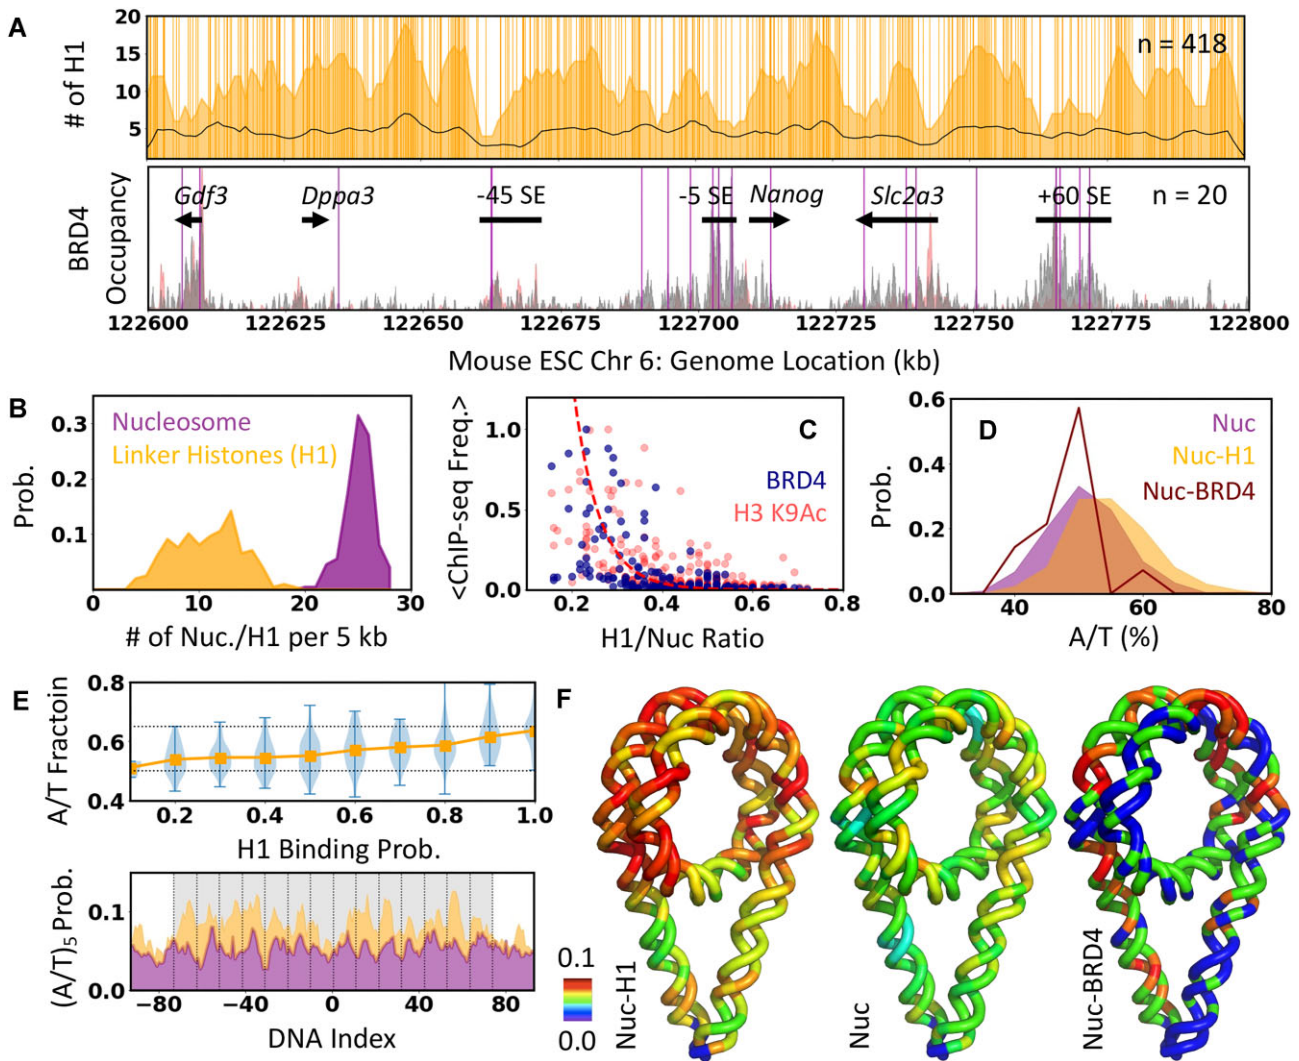 A
# of H1
20
15
10
5
n = 418
BRD4
Occupancy
Gdf3
Dppa3
-45 SE
-5 SE
Nanog
Slc2a3
+60 SE
n = 20
122600 122625 122650 122675 122700 122725 122750 122775 122800
Mouse ESC Chr 6: Genome Location (kb)
B
Prob.
0.3
0.2
0.1
Nucleosome
Linker Histones (H1)
0 10 20 30
# of Nuc./H1 per 5 kb
<ChIP-seq Freq.>
1.0
0.5
0.0
C
BRD4
H3 K9Ac
0.2 0.4 0.6 0.8
H1/Nuc Ratio
Prob.
0.6
0.4
0.2
0.0
D
Nuc
Nuc-H1
Nuc-BRD4
40 60 80
A/T (%)
E
A/T Fractoin
0.8
0.6
0.4
0.2 0.4 0.6 0.8 1.0
H1 Binding Prob.
(A/T)5 Prob.
0.1
0.0
−80 −40 0 40 80
DNA Index
F
0.1
0.0
Nuc-H1
Nuc
Nuc-BRD4